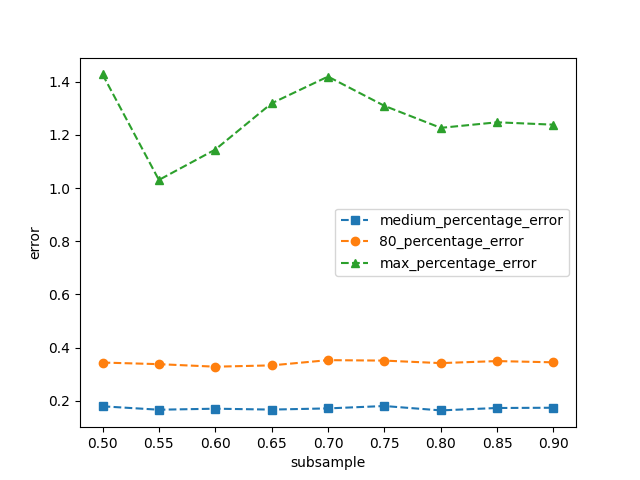 1.4
1.2
1.0
0.8
0.6
0.4
0.2
error
medium_percentage_error
80_percentage_error
max_percentage_error
0.50 0.55 0.60 0.65 0.70 0.75 0.80 0.85 0.90
subsample